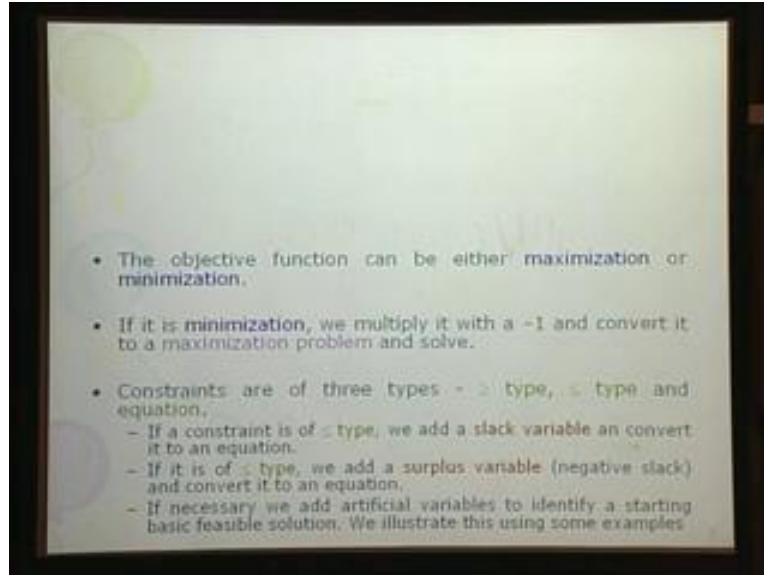 • The objective function can be either maximization or
minimization.
• If it is minimization, we multiply it with a -1 and convert it
to a maximization problem and solve.
• Constraints are of three types - ≥ type, ≤ type and
equation.
– If a constraint is of ≤ type, we add a slack variable an convert
it to an equation.
– If it is of ≤ type, we add a surplus variable (negative slack)
and convert it to an equation.
– If necessary we add artificial variables to identify a starting
basic feasible solution. We illustrate this using some examples